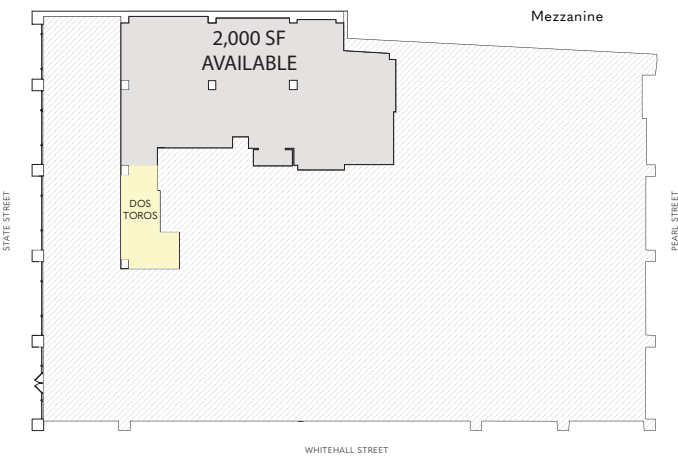 Mezzanine
2,000 SF
AVAILABLE
DOS
TOROS
STATE STREET
PEARL STREET
WHITEHALL STREET